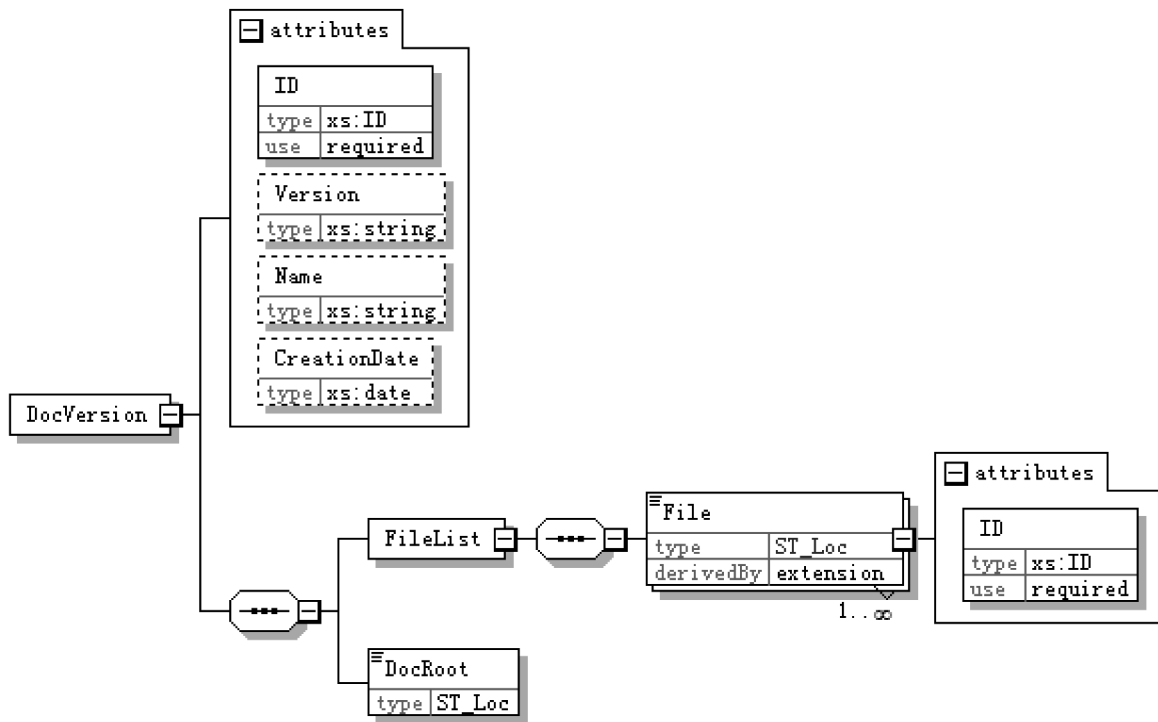 attributes
ID
type xs:ID
use required
Version
type xs:string
Name
type xs:string
CreationDate
type xs:date
DocVersion
FileList
File
type ST_Loc
derivedBy extension
1..∞
attributes
ID
type xs:ID
use required
DocRoot
type ST_Loc